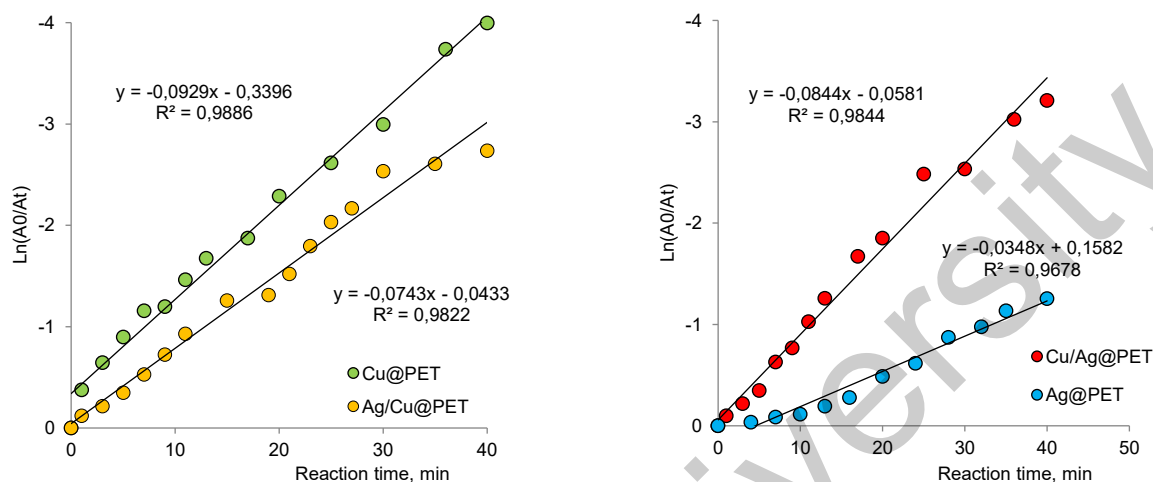 -4
-3
-2
-1
0
Ln(A0/At)
y = -0,0929x - 0,3396
R² = 0,9886
y = -0,0743x - 0,0433
R² = 0,9822
Cu@PET
Ag/Cu@PET
0 10 20 30 40
Reaction time, min
-4
-3
-2
-1
0
Ln(A0/At)
y = -0,0844x - 0,0581
R² = 0,9844
y = -0,0348x + 0,1582
R² = 0,9678
Cu/Ag@PET
Ag@PET
0 10 20 30 40 50
Reaction time, min
iversity